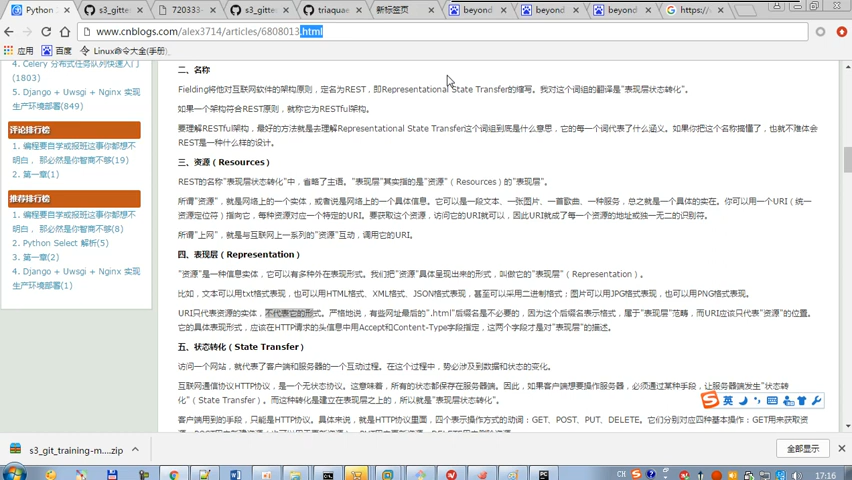 Python
s3_gitte
720333-
s3_gitte
triaquae
新标签页
beyond
beyond
beyond
https://
www.cnblogs.com/alex3714/articles/6808013.html
应用 百度 Linux命令大全(手册)
4. Celery 分布式任务队列快速入门
(1803)
5. Django + Uwsgi + Nginx 实现
生产环境部署(849)
评论排行榜
1. 编程要自学或报班这事你都想不
明白， 那必然是你智商不够(19)
2. 第一章(1)
推荐排行榜
1. 编程要自学或报班这事你都想不
明白， 那必然是你智商不够(8)
2. Python Select 解析(5)
3. 第一章(2)
4. Django + Uwsgi + Nginx 实现
生产环境部署(1)
二、名称
Fielding将他对互联网软件的架构原则，定名为REST，即Representational State Transfer的缩写。我对这个词组的翻译是"表现层状态转化"。
如果一个架构符合REST原则，就称它为RESTful架构。
要理解RESTful架构，最好的方法就是去理解Representational State Transfer这个词组到底是什么意思，它的每一个词代表了什么涵义。如果你把这个名称搞懂了，也就不难体会
REST是一种什么样的设计。
三、资源（Resources）
REST的名称"表现层状态转化"中，省略了主语。"表现层"其实指的是"资源"（Resources）的"表现层"。
所谓"资源"，就是网络上的一个实体，或者说是网络上的一个具体信息。它可以是一段文本、一张图片、一首歌曲、一种服务，总之就是一个具体的实在。你可以用一个URI（统一
资源定位符）指向它，每种资源对应一个特定的URI。要获取这个资源，访问它的URI就可以，因此URI就成了每一个资源的地址或独一无二的识别符。
所谓"上网"，就是与互联网上一系列的"资源"互动，调用它的URI。
四、表现层（Representation）
"资源"是一种信息实体，它可以有多种外在表现形式。我们把"资源"具体呈现出来的形式，叫做它的"表现层"（Representation）。
比如，文本可以用txt格式表现，也可以用HTML格式、XML格式、JSON格式表现，甚至可以采用二进制格式；图片可以用JPG格式表现，也可以用PNG格式表现。
URI只代表资源的实体，不代表它的形式。严格地说，有些网址最后的".html"后缀名是不必要的，因为这个后缀名表示格式，属于"表现层"范畴，而URI应该只代表"资源"的位置。
它的具体表现形式，应该在HTTP请求的头信息中用Accept和Content-Type字段指定，这两个字段才是对"表现层"的描述。
五、状态转化（State Transfer）
访问一个网站，就代表了客户端和服务器的一个互动过程。在这个过程中，势必涉及到数据和状态的变化。
互联网通信协议HTTP协议，是一个无状态协议。这意味着，所有的状态都保存在服务器端。因此，如果客户端想要操作服务器，必须通过某种手段，让服务器端发生"状态转
化"（State Transfer）。而这种转化是建立在表现层之上的，所以就是"表现层状态转化"。
客户端用到的手段，只能是HTTP协议。具体来说，就是HTTP协议里面，四个表示操作方式的动词：GET、POST、PUT、DELETE。它们分别对应四种基本操作：GET用来获取资
英
s3_git_training-m....zip
全部显示
CH
17:16